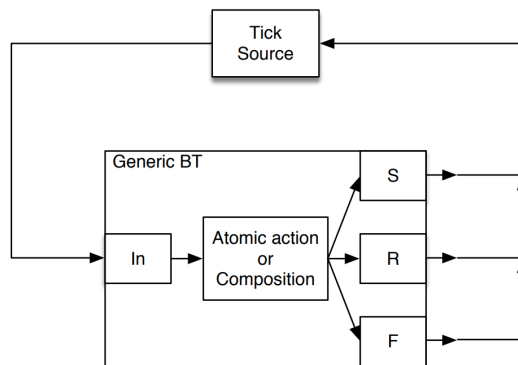 Tick
Source
Generic BT
S
In
Atomic action
or
Composition
R
F